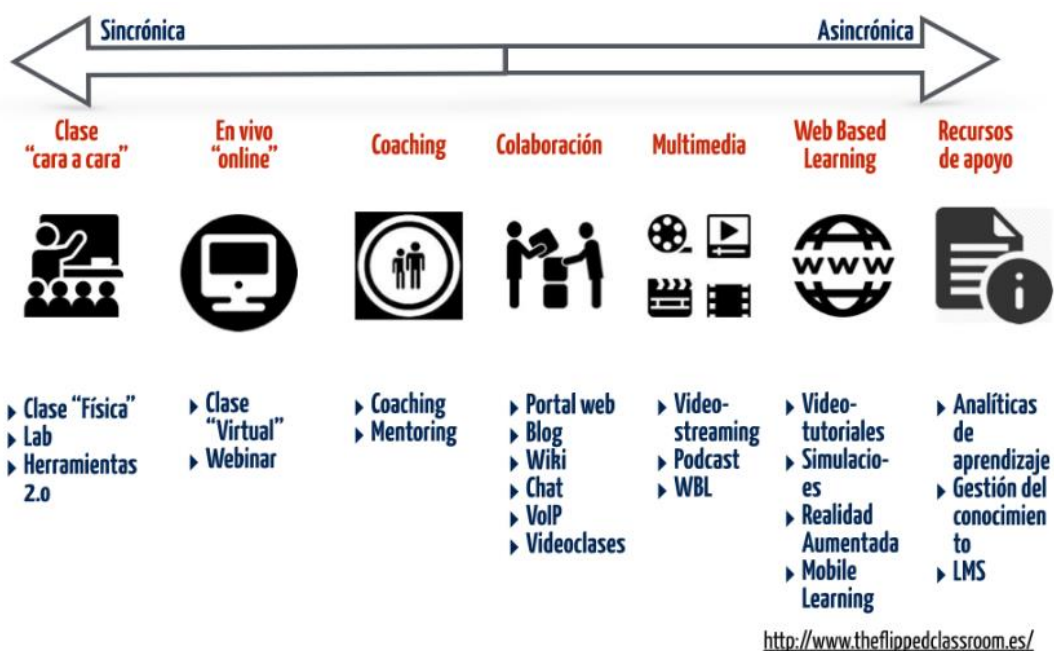 Sincrónica
Asincrónica
Clase
“cara a cara”
En vivo
“online”
Coaching
Colaboración
Multimedia
Web Based
Learning
Recursos
de apoyo
www
i
▸ Clase “Física”
▸ Lab
▸ Herramientas
2.0
▸ Clase
“Virtual”
▸ Webinar
▸ Coaching
▸ Mentoring
▸ Portal web
▸ Blog
▸ Wiki
▸ Chat
▸ VoIP
▸ Videoclases
▸ Video-
streaming
▸ Podcast
▸ WBL
▸ Video-
tutoriales
▸ Simulacio-
es
▸ Realidad
Aumentada
▸ Mobile
Learning
▸ Analíticas
de
aprendizaje
▸ Gestión del
conocimien
to
▸ LMS
http://www.theflippedclassroom.es/